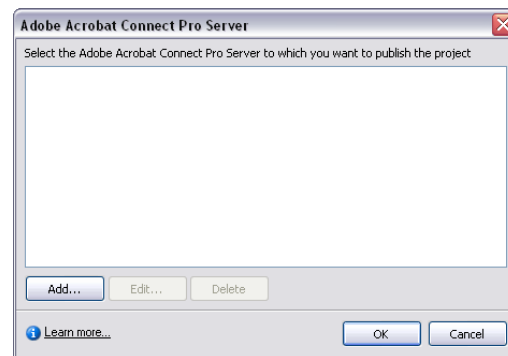 Adobe Acrobat Connect Pro Server
Select the Adobe Acrobat Connect Pro Server to which you want to publish the project
Add... Edit... Delete
Learn more... OK Cancel